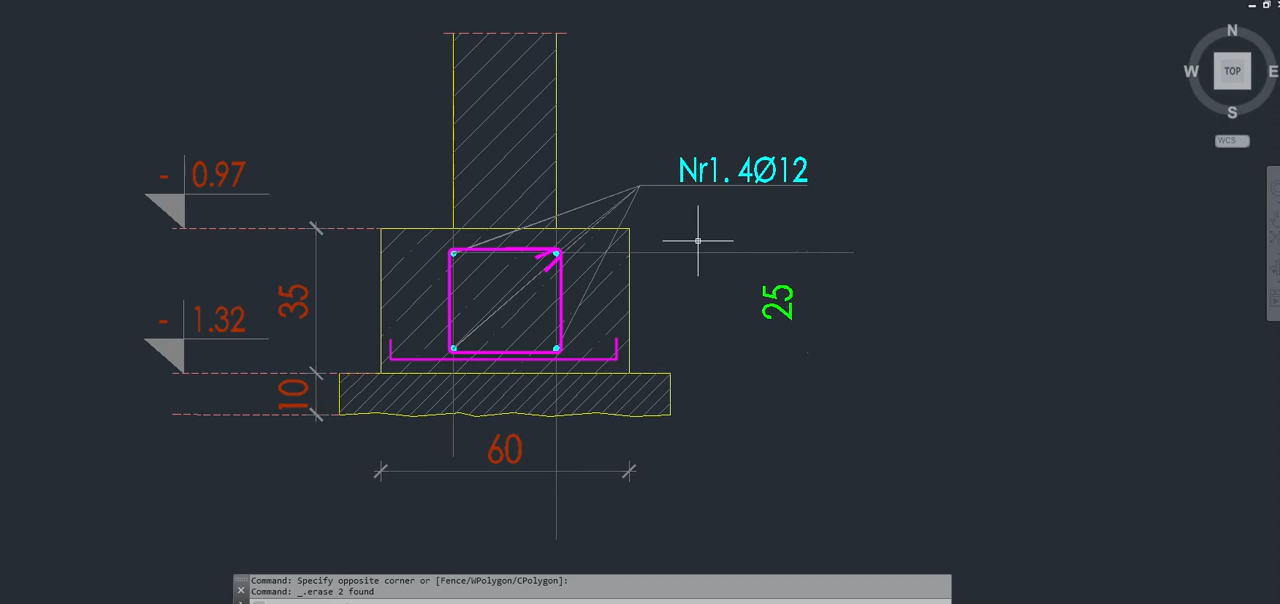 N
W
TOP
E
S
WCS
- 0.97
Nr1. 4Ø12
35
25
- 1.32
10
60
Command: Specify opposite corner or [Fence/WPolygon/CPolygon]:
Command: _.erase 2 found